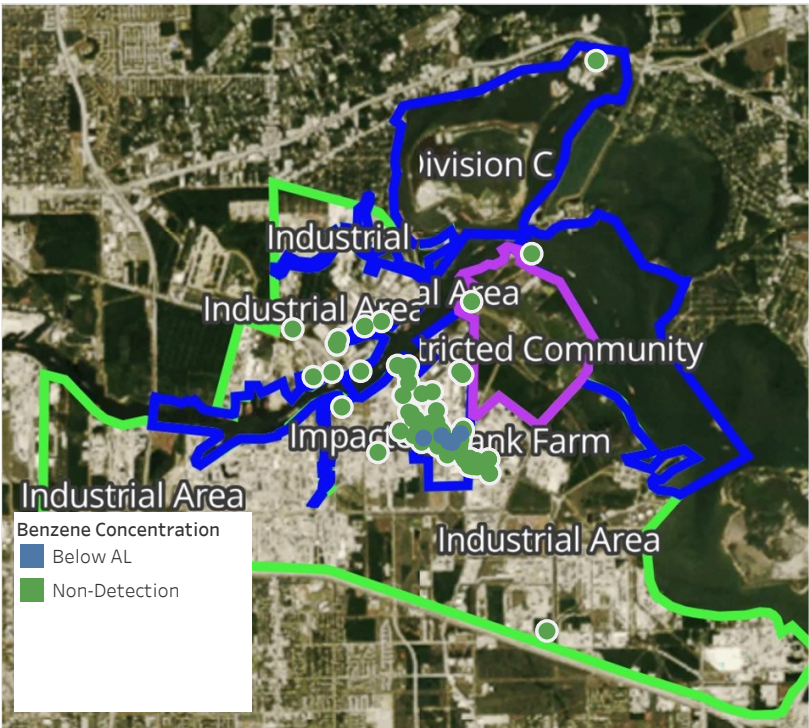 Division C
Industrial
al Area
Industrial Area
tricted Community
Impac
ank Farm
Industrial Area
Industrial Area
Benzene Concentration
Below AL
Non-Detection